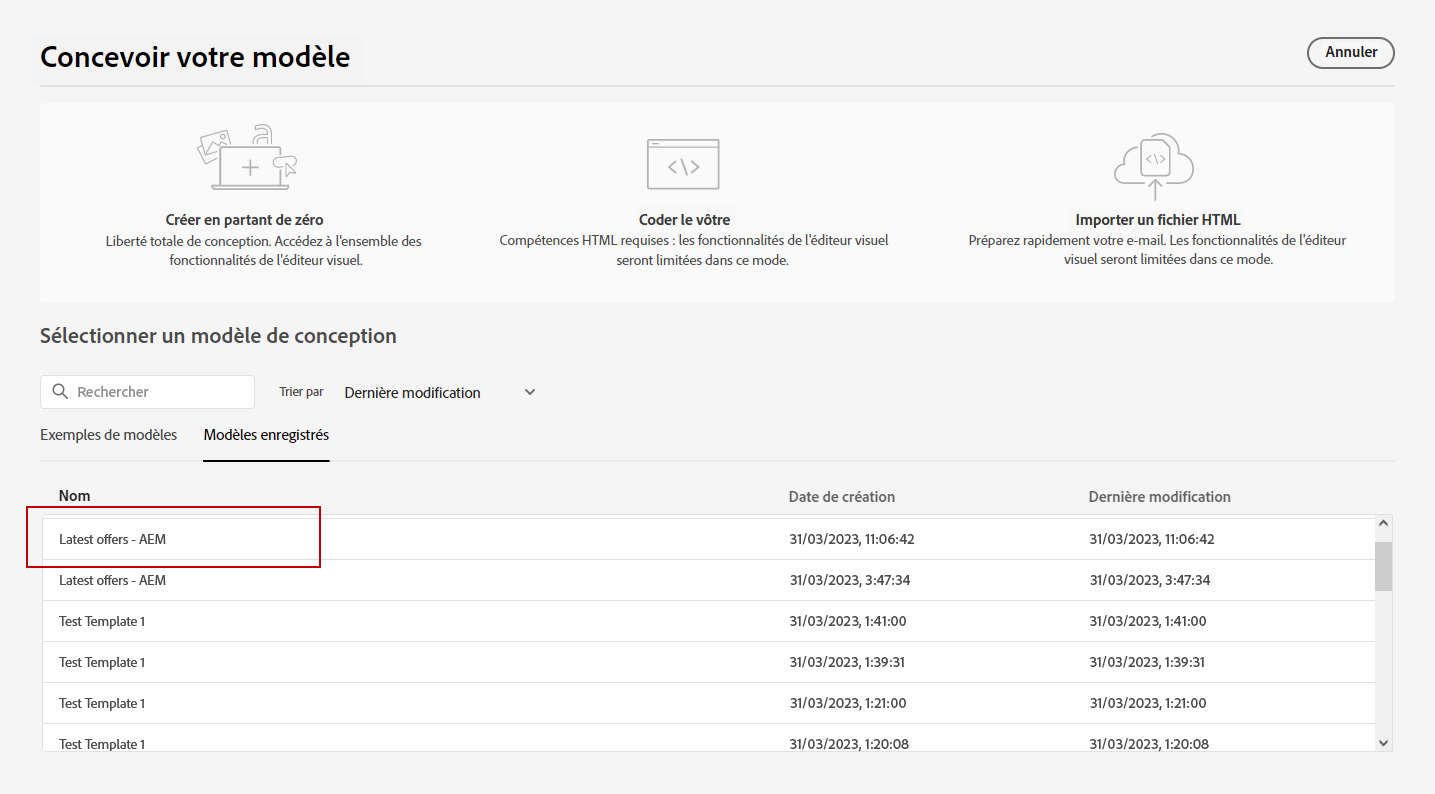 Concevoir votre modèle
Annuler
Créer en partant de zéro
Liberté totale de conception. Accédez à l'ensemble des
fonctionnalités de l'éditeur visuel.
Coder le vôtre
Compétences HTML requises : les fonctionnalités de l'éditeur visuel
seront limitées dans ce mode.
Importer un fichier HTML
Préparez rapidement votre e-mail. Les fonctionnalités de l'éditeur
visuel seront limitées dans ce mode.
Sélectionner un modèle de conception
Rechercher Trier par Dernière modification
Exemples de modèles Modèles enregistrés
Nom Date de création Dernière modification
Latest offers - AEM 31/03/2023, 11:06:42 31/03/2023, 11:06:42
Latest offers - AEM 31/03/2023, 3:47:34 31/03/2023, 3:47:34
Test Template 1 31/03/2023, 1:41:00 31/03/2023, 1:41:00
Test Template 1 31/03/2023, 1:39:31 31/03/2023, 1:39:31
Test Template 1 31/03/2023, 1:21:00 31/03/2023, 1:21:00
Test Template 1 31/03/2023, 1:20:08 31/03/2023, 1:20:08